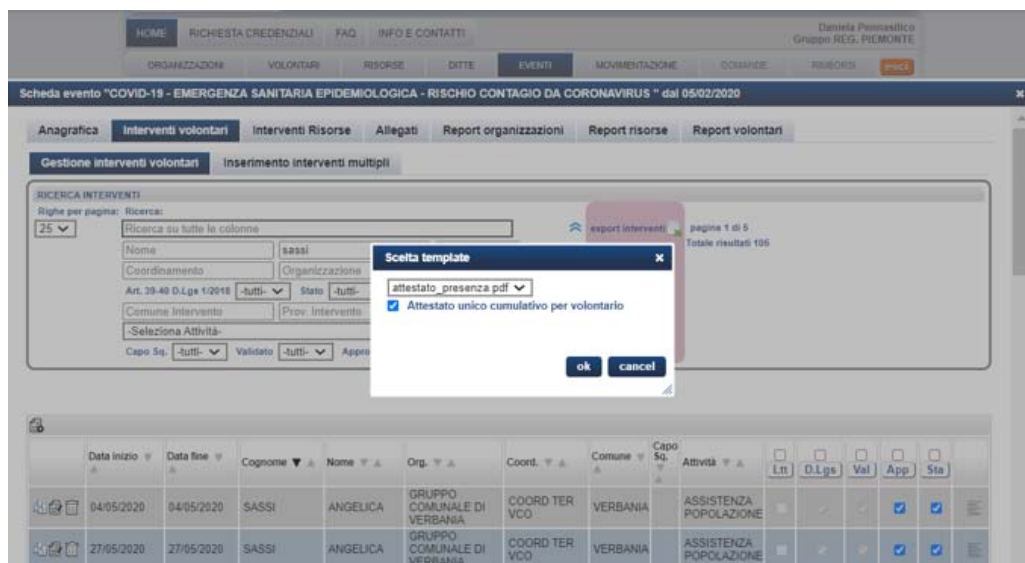 HOME RICHIESTA CREDENZIALI FAQ INFO E CONTATTI
Daniela Pennasilico
Gruppo REG. PIEMONTE
ORGANIZZAZIONI VOLONTARI RISORSE DITTE EVENTI MOVIMENTAZIONE DOMANDE RIMBORSI esci
Scheda evento "COVID-19 - EMERGENZA SANITARIA EPIDEMIOLOGICA - RISCHIO CONTAGIO DA CORONAVIRUS " dal 05/02/2020
Anagrafica Interventi volontari Interventi Risorse Allegati Report organizzazioni Report risorse Report volontari
Gestione interventi volontari Inserimento interventi multipli
RICERCA INTERVENTI
Righe per pagina: Ricerca:
25 Ricerca su tutte le colonne export interventi pagina 1 di 5
Totale risultati 105
Nome sassi
Scelta template
Coordinamento Organizzazione
attestato_presenza.pdf
Art. 39-40 D.Lgs 1/2018 -tutti- Stato -tutti-
Attestato unico cumulativo per volontario
Comune Intervento Prov. Intervento
-Seleziona Attività-
Capo Sq. -tutti- Validato -tutti- Appro
ok cancel
Data inizio Data fine Cognome Nome Org. Coord. Comune Capo Sq. Attività Ltt D.Lgs Val App Sta
04/05/2020 04/05/2020 SASSI ANGELICA GRUPPO COMUNALE DI VERBANIA COORD TER VCO VERBANIA ASSISTENZA POPOLAZIONE
27/05/2020 27/05/2020 SASSI ANGELICA GRUPPO COMUNALE DI VERBANIA COORD TER VCO VERBANIA ASSISTENZA POPOLAZIONE